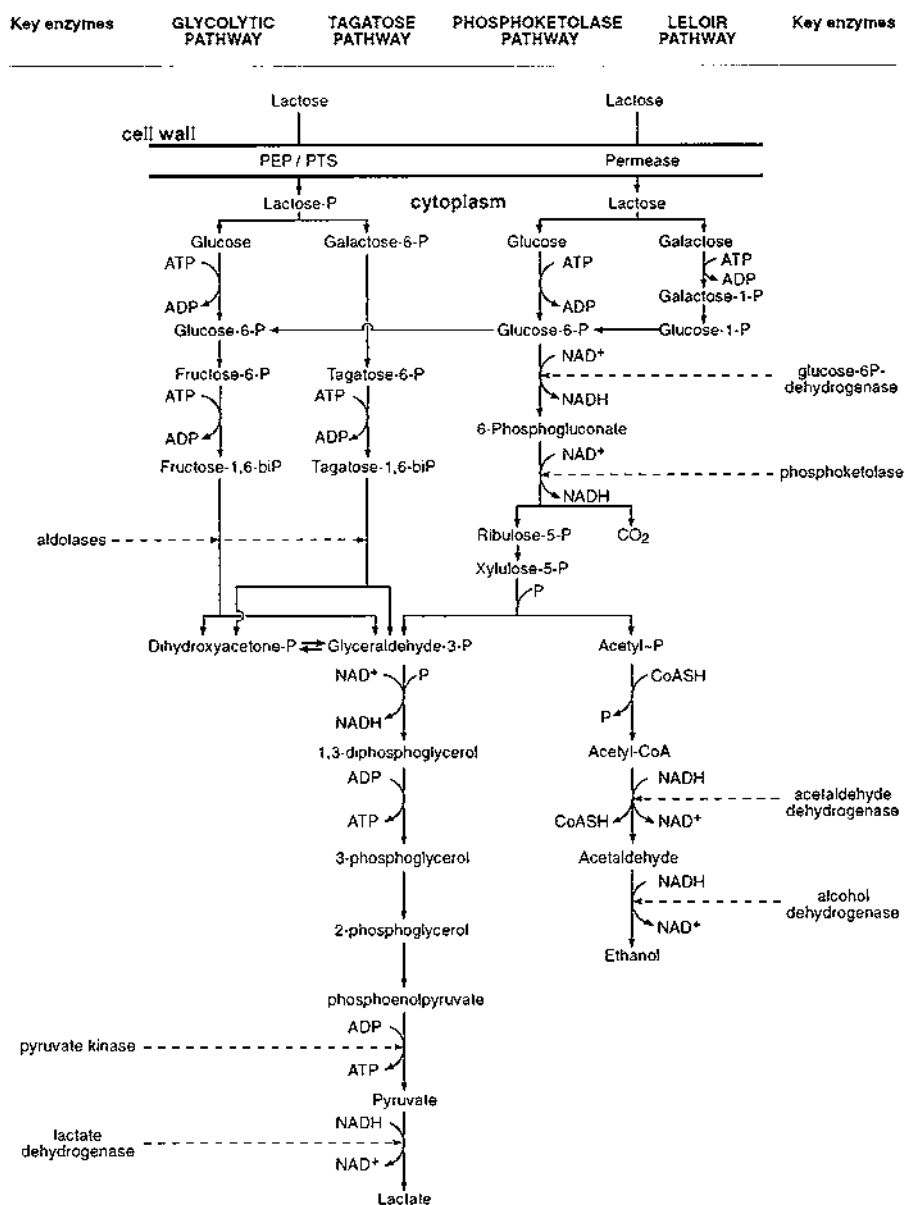 Key enzymes GLYCOLYTIC PATHWAY TAGATOSE PATHWAY PHOSPHOKETOLASE PATHWAY LELOIR PATHWAY Key enzymes
Lactose Lactose
cell wall
PEP / PTS Permease
Lactose-P cytoplasm Lactose
Glucose Galactose-6-P Glucose Galactose
ATP ATP ATP
ADP
Galactose-1-P
ADP ADP
Glucose-6-P Glucose-6-P Glucose-1-P
NAD+
Fructose-6-P Tagatose-6-P glucose-6P-
dehydrogenase
ATP ATP NADH
6-Phosphogluconate
ADP ADP
NAD+
Fructose-1,6-biP Tagatose-1,6-biP phosphoketolase
NADH
aldolases Ribulose-5-P CO2
Xylulose-5-P
P
Dihydroxyacetone-P Glyceraldehyde-3-P Acetyl~P
NAD+ P CoASH
NADH P
1,3-diphosphoglycerol Acetyl-CoA
ADP NADH
acetaldehyde
dehydrogenase
ATP CoASH NAD+
3-phosphoglycerol Acetaldehyde
NADH
alcohol
dehydrogenase
NAD+
2-phosphoglycerol
Ethanol
phosphoenolpyruvate
ADP
pyruvate kinase
ATP
Pyruvate
NADH
lactate
dehydrogenase
NAD+
Lactate